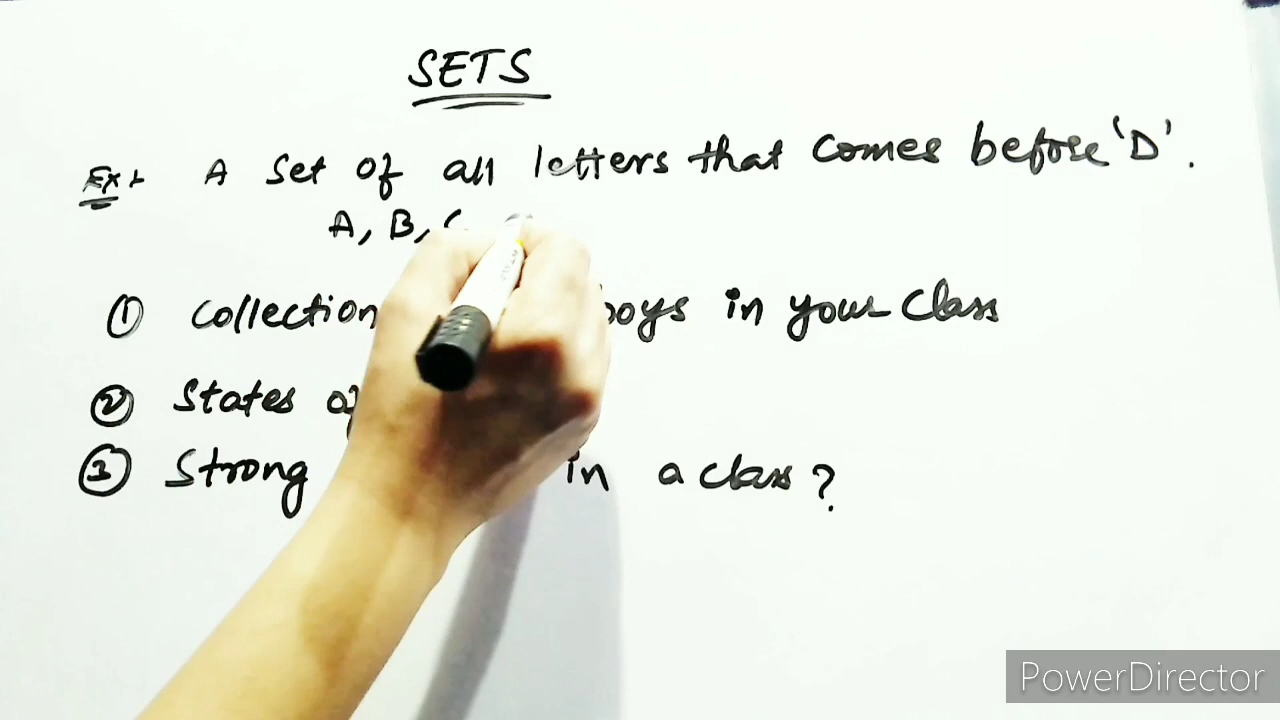 SETS
Ex:- A set of all letters that comes before 'D'.
A, B, C
① Collection boys in your class
② States of
③ Strong in a class?
PowerDirector